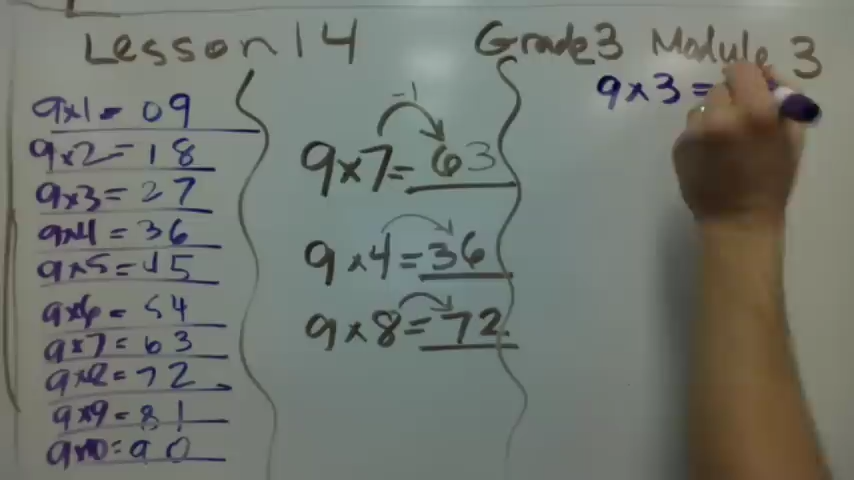 Lesson 14
Grade 3 Module 3
9x1= 09
9x2= 18
9x3= 27
9x4= 36
9x5= 45
9x6= 54
9x7= 63
9x8= 72
9x9= 81
9x10= 90
-1
9x7= 63
9x4= 36
9x8= 72
9x3=